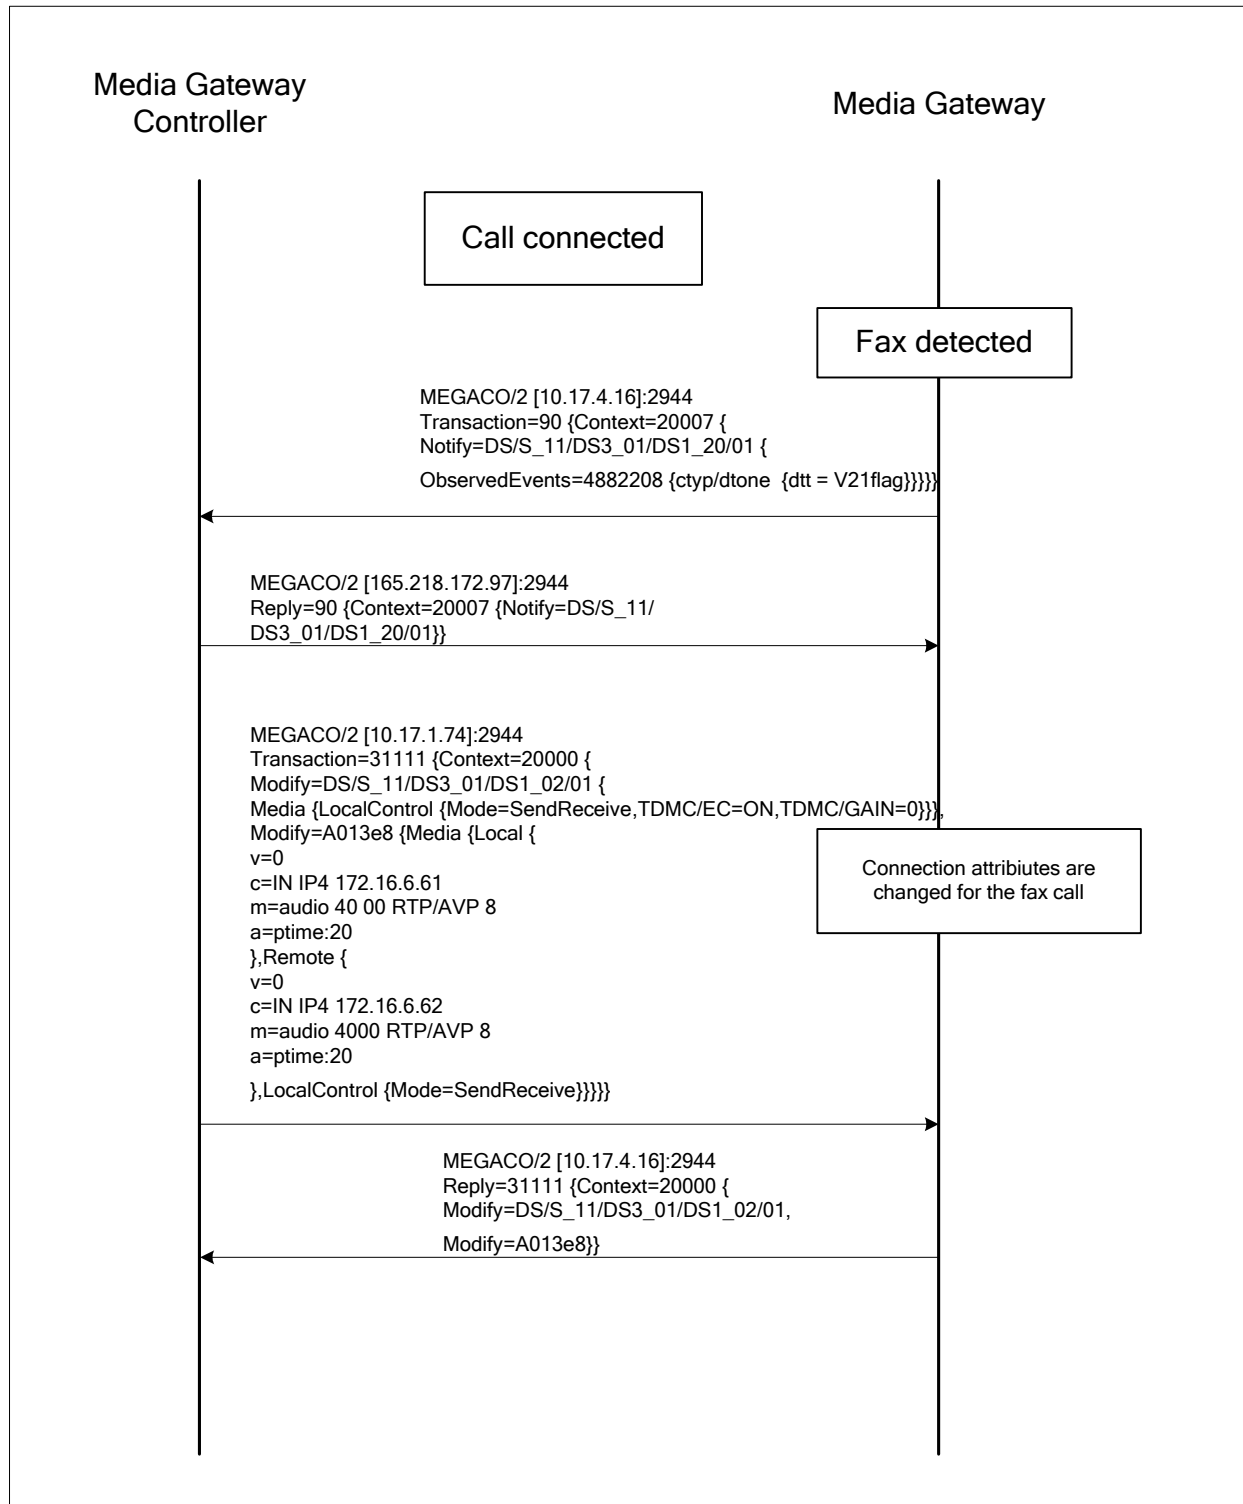 Media Gateway
Controller
Media Gateway
Call connected
Fax detected
MEGACO/2 [10.17.4.16]:2944
Transaction=90 {Context=20007 {
Notify=DS/S_11/DS3_01/DS1_20/01 {
ObservedEvents=4882208 {ctyp/dtone  {dtt = V21flag}}}}}
MEGACO/2 [165.218.172.97]:2944
Reply=90 {Context=20007 {Notify=DS/S_11/
DS3_01/DS1_20/01}}
MEGACO/2 [10.17.1.74]:2944
Transaction=31111 {Context=20000 {
Modify=DS/S_11/DS3_01/DS1_02/01 {
Media {LocalControl {Mode=SendReceive,TDMC/EC=ON,TDMC/GAIN=0}}},
Modify=A013e8 {Media {Local {
v=0
c=IN IP4 172.16.6.61
m=audio 40 00 RTP/AVP 8
a=ptime:20
},Remote {
v=0
c=IN IP4 172.16.6.62
m=audio 4000 RTP/AVP 8
a=ptime:20
},LocalControl {Mode=SendReceive}}}}}
Connection attribiutes are
changed for the fax call
MEGACO/2 [10.17.4.16]:2944
Reply=31111 {Context=20000 {
Modify=DS/S_11/DS3_01/DS1_02/01,
Modify=A013e8}}